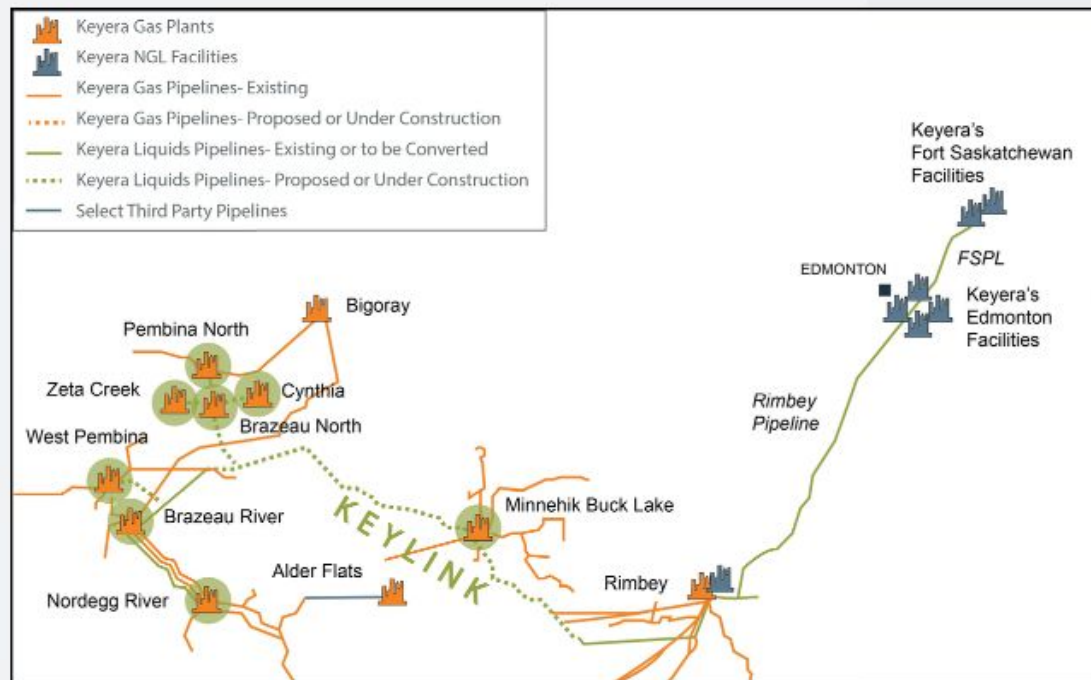 Keyera Gas Plants
Keyera NGL Facilities
Keyera Gas Pipelines- Existing
Keyera Gas Pipelines- Proposed or Under Construction
Keyera Liquids Pipelines- Existing or to be Converted
Keyera Liquids Pipelines- Proposed or Under Construction
Select Third Party Pipelines
Keyera's
Fort Saskatchewan
Facilities
FSPL
EDMONTON
Keyera's
Edmonton
Facilities
Bigoray
Pembina North
Zeta Creek
Cynthia
Brazeau North
West Pembina
Rimbey
Pipeline
Brazeau River
Minnehik Buck Lake
KEYLINK
Alder Flats
Rimbey
Nordegg River